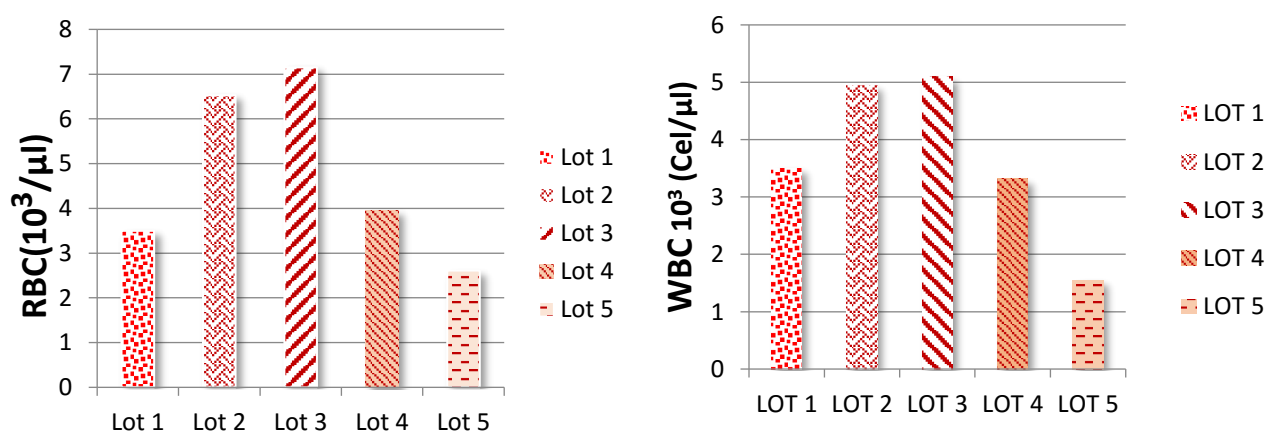 8
7
6
5
4
3
2
1
0
RBC(10³/µl)
Lot 1 Lot 2 Lot 3 Lot 4 Lot 5
Lot 1
Lot 2
Lot 3
Lot 4
Lot 5
6
5
4
3
2
1
0
WBC 10³ (Cel/µl)
LOT 1 LOT 2 LOT 3 LOT 4 LOT 5
LOT 1
LOT 2
LOT 3
LOT 4
LOT 5